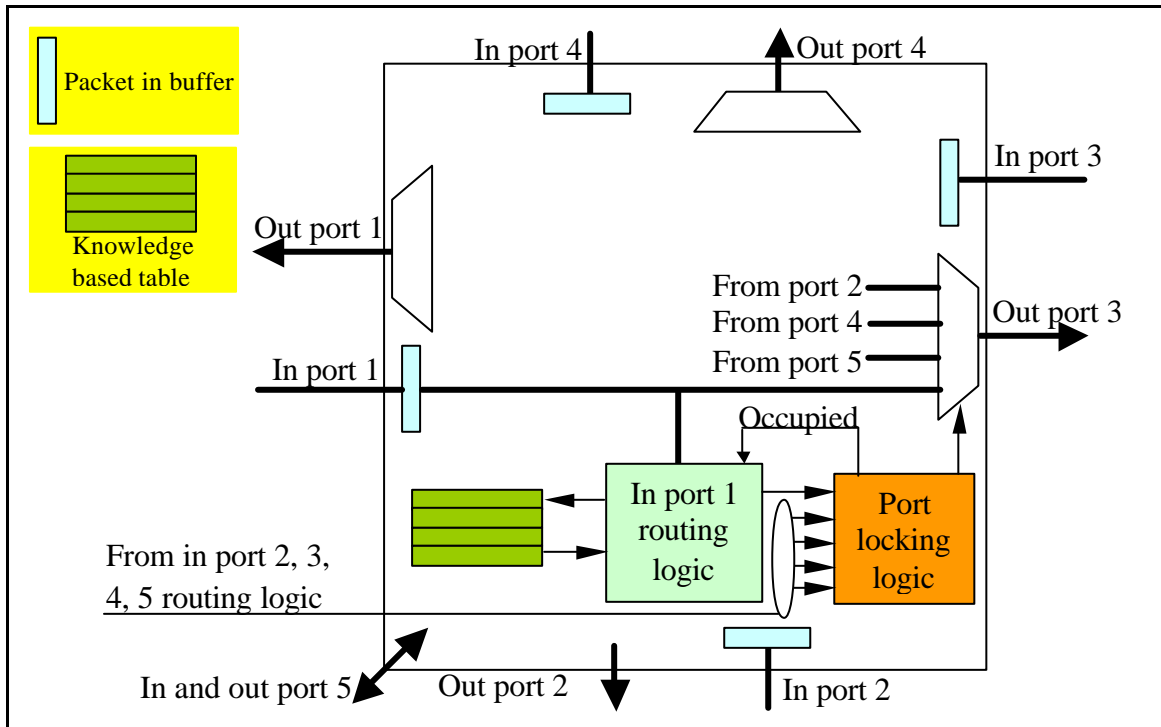 Packet in buffer
Knowledge
based table
In port 4
Out port 4
In port 3
Out port 1
From port 2
From port 4
From port 5
Out port 3
In port 1
Occupied
In port 1
routing
logic
Port
locking
logic
From in port 2, 3,
4, 5 routing logic
In and out port 5
Out port 2
In port 2